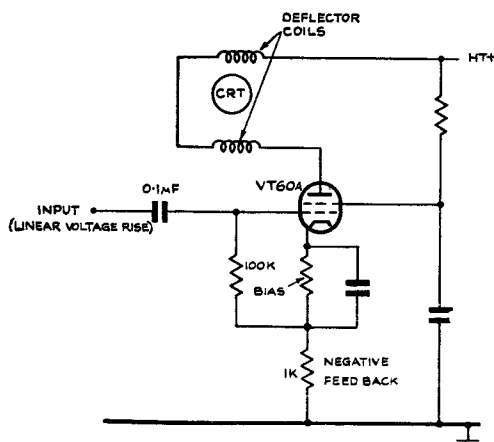 DEFLECTOR
COILS
HT+
CRT
0.1MF
VT60A
INPUT
(LINEAR VOLTAGE RISE)
100K
BIAS
1K
NEGATIVE
FEED BACK